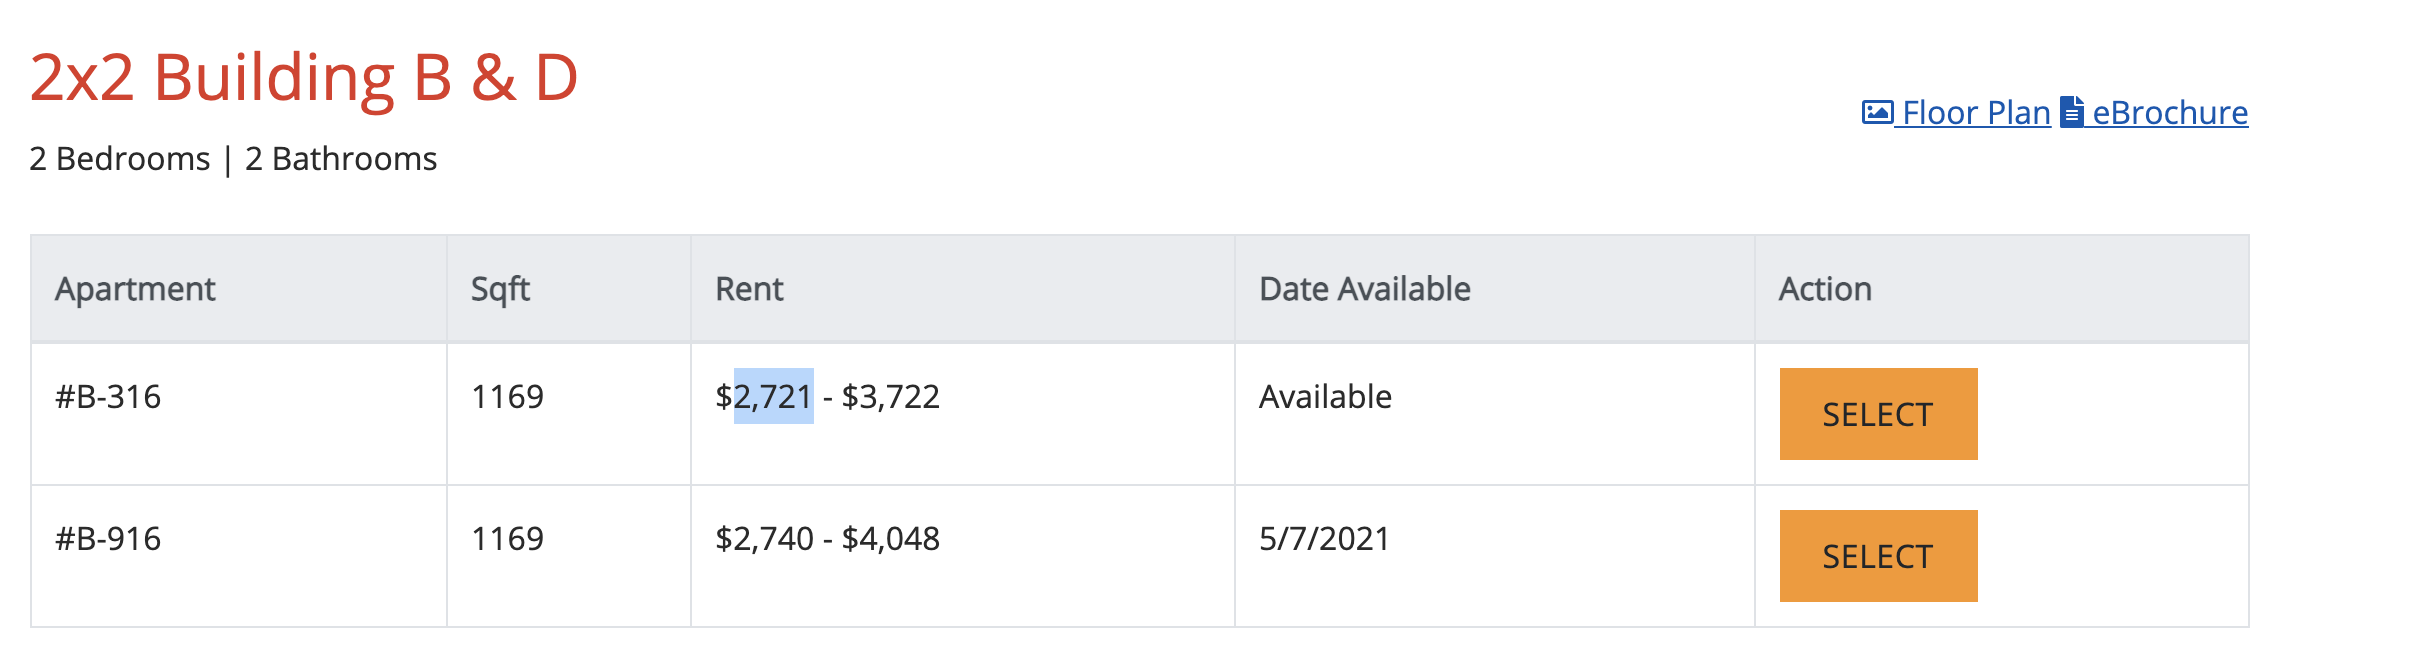 2x2 Building B & D
Floor Plan eBrochure
2 Bedrooms | 2 Bathrooms
Apartment Sqft Rent Date Available Action
#B-316 1169 $2,721 - $3,722 Available SELECT
#B-916 1169 $2,740 - $4,048 5/7/2021 SELECT